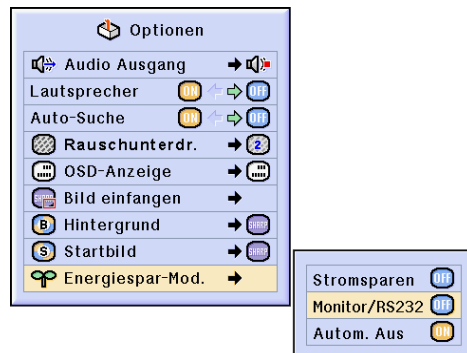 Optionen
Audio Ausgang
Lautsprecher ON OFF
Auto-Suche ON OFF
Rauschunterdr. 2
OSD-Anzeige
Bild einfangen
B Hintergrund SHARP
S Startbild SHARP
Energiespar-Mod.
Stromsparen OFF
Monitor/RS232 OFF
Autom. Aus ON